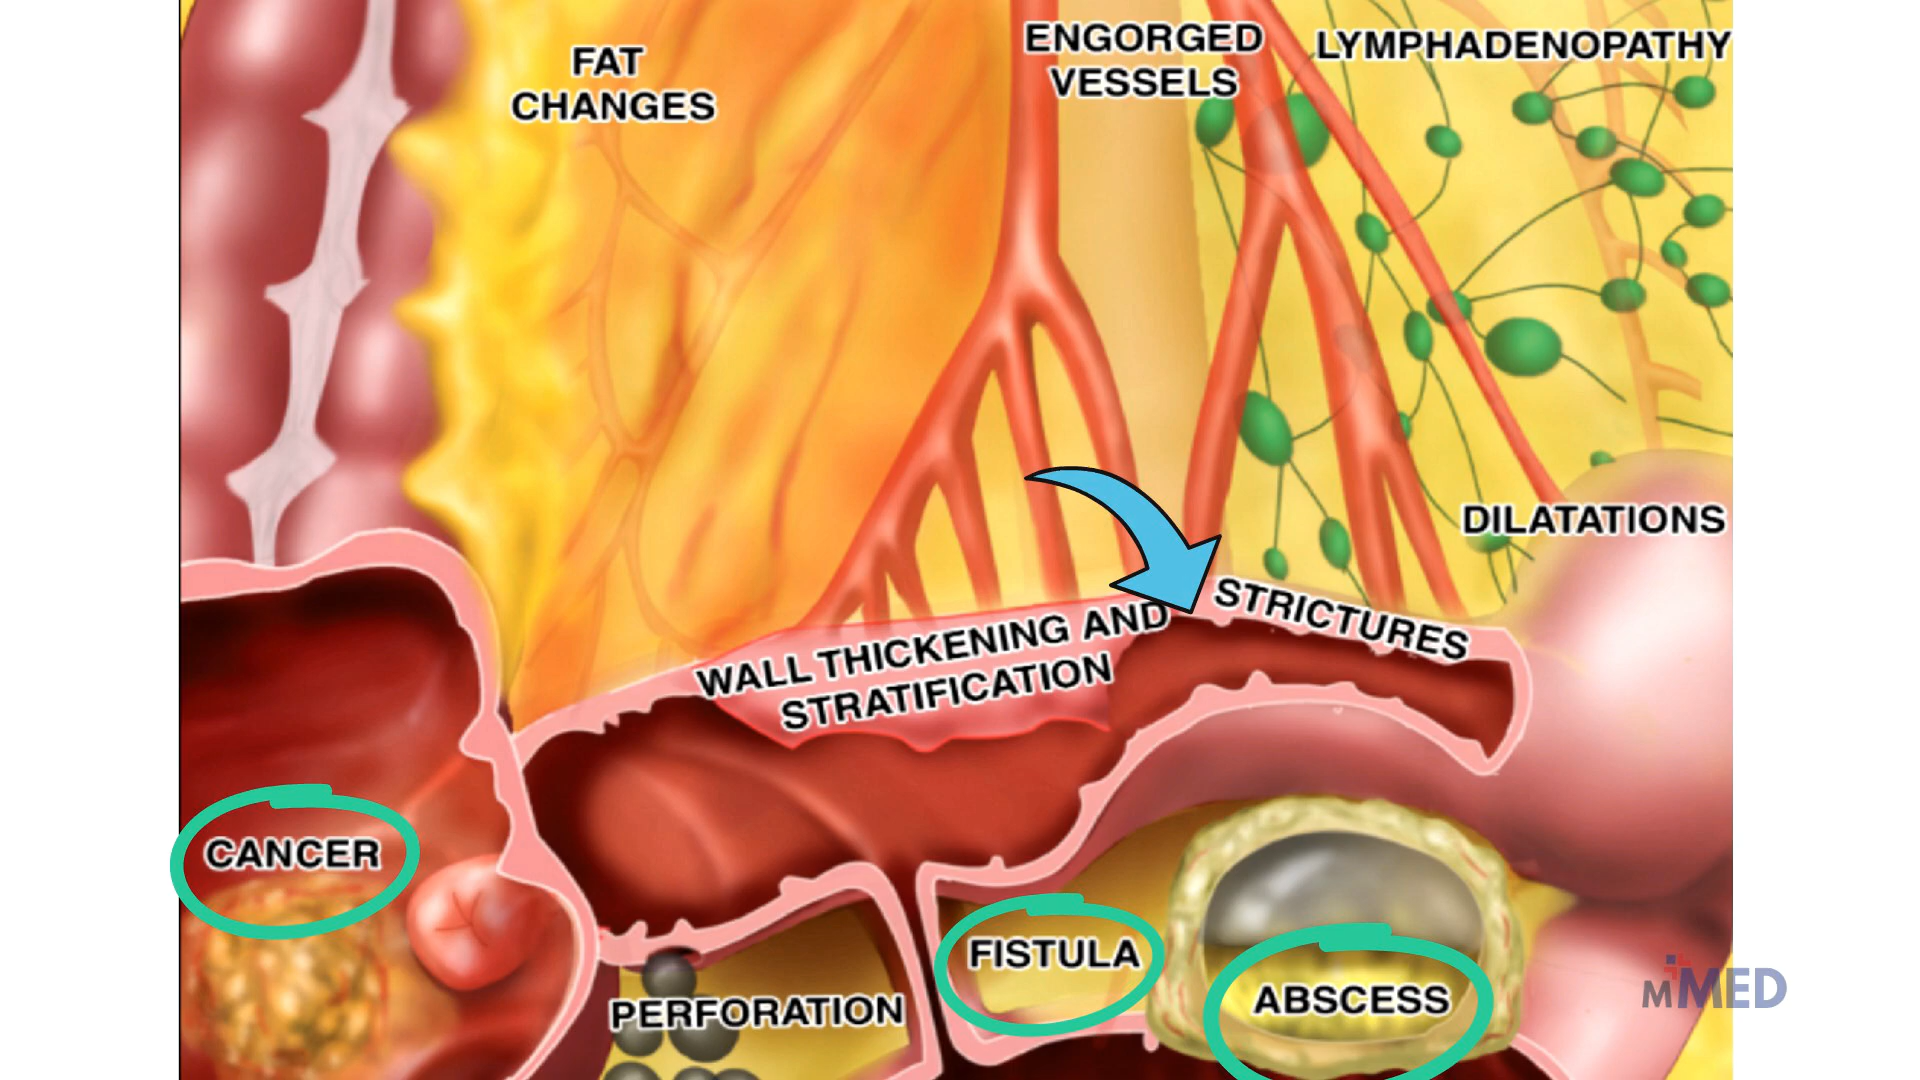 FAT
CHANGES
ENGORGED
VESSELS
LYMPHADENOPATHY
DILATATIONS
STRICTURES
WALL THICKENING AND
STRATIFICATION
CANCER
PERFORATION
FISTULA
ABSCESS
MMED